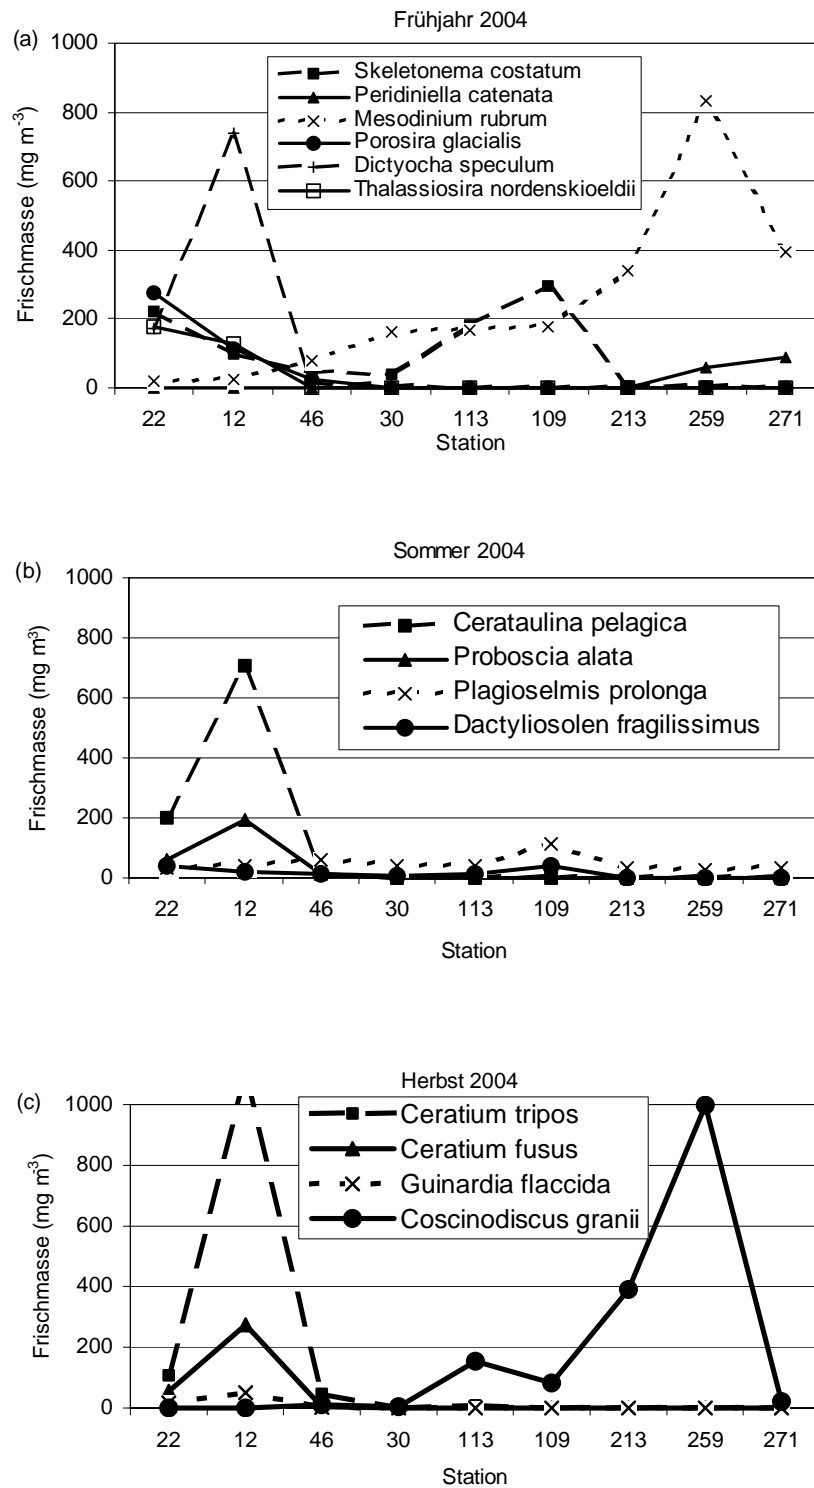 Frühjahr 2004
(a)
1000
800
600
400
200
0
Frischmasse (mg m-3)
Skeletonema costatum
Peridiniella catenata
Mesodinium rubrum
Porosira glacialis
Dictyocha speculum
Thalassiosira nordenskioeldii
22 12 46 30 113 109 213 259 271
Station
Sommer 2004
(b)
1000
800
600
400
200
0
Frischmasse (mg m3)
Cerataulina pelagica
Proboscia alata
Plagioselmis prolonga
Dactyliosolen fragilissimus
22 12 46 30 113 109 213 259 271
Station
Herbst 2004
(c)
1000
800
600
400
200
0
Frischmasse (mg m-3)
Ceratium tripos
Ceratium fusus
Guinardia flaccida
Coscinodiscus granii
22 12 46 30 113 109 213 259 271
Station